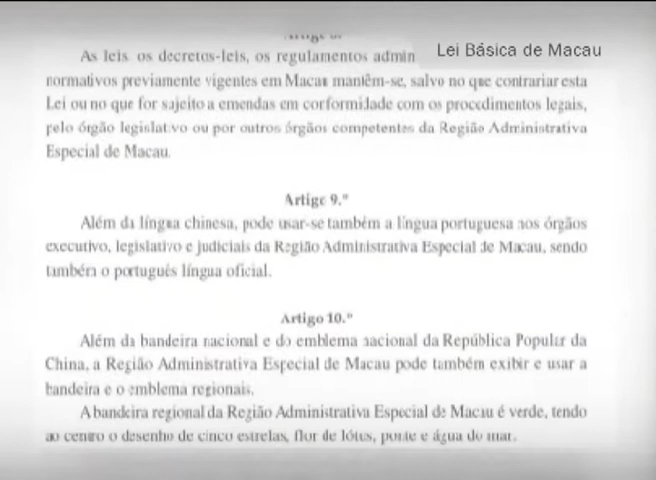 Lei Básica de Macau
As leis, os decretos-leis, os regulamentos admin
normativos previamente vigentes em Macau mantêm-se, salvo no que contrariar esta
Lei ou no que for sujeito a emendas em conformidade com os procedimentos legais,
pelo órgão legislativo ou por outros órgãos competentes da Região Administrativa
Especial de Macau.
Artigo 9.º
Além da língua chinesa, pode usar-se também a língua portuguesa nos órgãos
executivo, legislativo e judiciais da Região Administrativa Especial de Macau, sendo
também o português língua oficial.
Artigo 10.º
Além da bandeira nacional e do emblema nacional da República Popular da
China, a Região Administrativa Especial de Macau pode também exibir e usar a
bandeira e o emblema regionais.
A bandeira regional da Região Administrativa Especial de Macau é verde, tendo
ao centro o desenho de cinco estrelas, flor de lótus, ponte e água do mar.